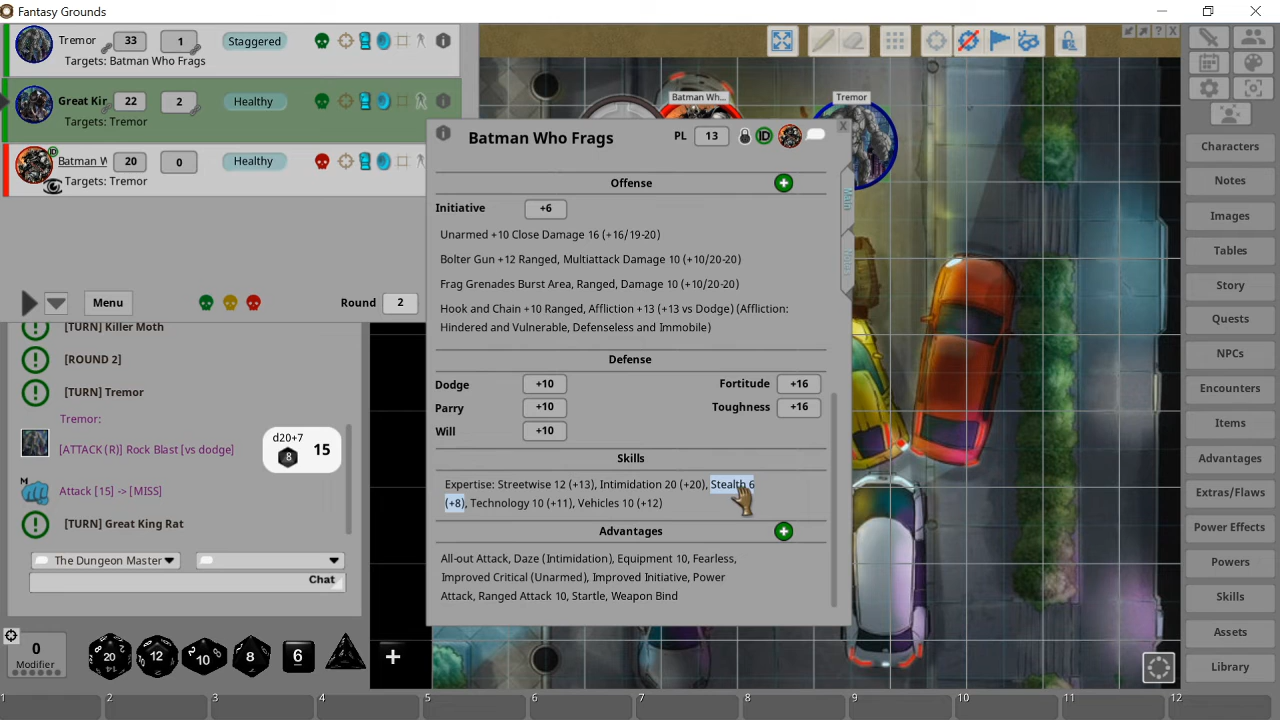 Fantasy Grounds
Tremor 33 1 Staggered
Targets: Batman Who Frags
Great Kir 22 2 Healthy
Targets: Tremor
Batman W 20 0 Healthy
Targets: Tremor
Menu Round 2
[TURN] Killer Moth
[ROUND 2]
[TURN] Tremor
Tremor:
[ATTACK (R)] Rock Blast [vs dodge]
d20+7
8 15
M
Attack [15] -> [MISS]
[TURN] Great King Rat
The Dungeon Master
Chat
0
Modifier
20 12 10 8 6
Batman Wh...
Tremor
Batman Who Frags PL 13 ID
Offense
Initiative +6
Unarmed +10 Close Damage 16 (+16/19-20)
Bolter Gun +12 Ranged, Multiattack Damage 10 (+10/20-20)
Frag Grenades Burst Area, Ranged, Damage 10 (+10/20-20)
Hook and Chain +10 Ranged, Affliction +13 (+13 vs Dodge) (Affliction:
Hindered and Vulnerable, Defenseless and Immobile)
Defense
Dodge +10 Fortitude +16
Parry +10 Toughness +16
Will +10
Skills
Expertise: Streetwise 12 (+13), Intimidation 20 (+20), Stealth 6
(+8), Technology 10 (+11), Vehicles 10 (+12)
Advantages
All-out Attack, Daze (Intimidation), Equipment 10, Fearless,
Improved Critical (Unarmed), Improved Initiative, Power
Attack, Ranged Attack 10, Startle, Weapon Bind
Main
Characters
Notes
Images
Tables
Story
Quests
NPCs
Encounters
Items
Advantages
Extras/Flaws
Power Effects
Powers
Skills
Assets
Library
1 2 3 4 5 6 7 8 9 10 11 12